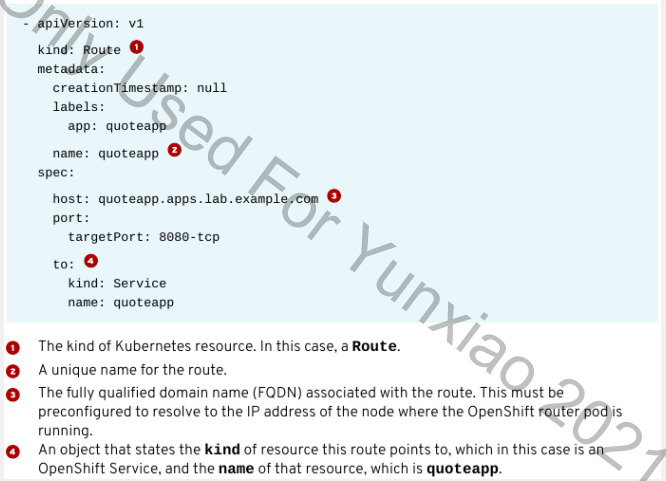 - apiVersion: v1
kind: Route 1
metadata:
creationTimestamp: null
labels:
app: quoteapp
name: quoteapp 2
spec:
host: quoteapp.apps.lab.example.com 3
port:
targetPort: 8080-tcp
to: 4
kind: Service
name: quoteapp
1 The kind of Kubernetes resource. In this case, a Route.
2 A unique name for the route.
3 The fully qualified domain name (FQDN) associated with the route. This must be
preconfigured to resolve to the IP address of the node where the OpenShift router pod is
running.
4 An object that states the kind of resource this route points to, which in this case is an
OpenShift Service, and the name of that resource, which is quoteapp.
Only Used For Yunxiao 2021